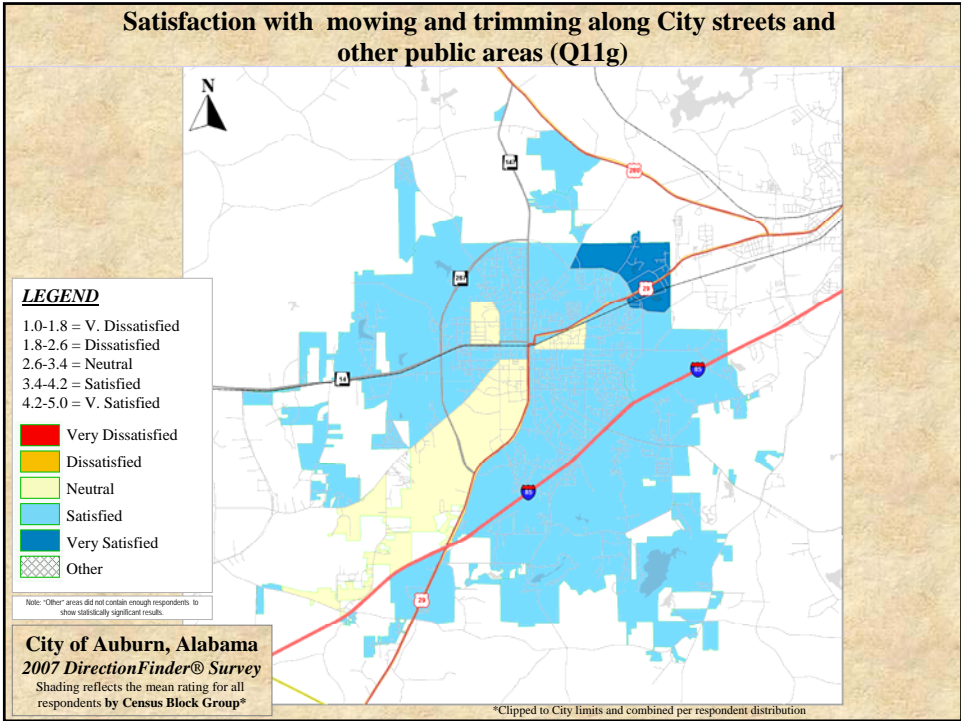 Satisfaction with mowing and trimming along City streets and
other public areas (Q11g)
N
147
280
267
29
14
85
85
29
LEGEND
1.0-1.8 = V. Dissatisfied
1.8-2.6 = Dissatisfied
2.6-3.4 = Neutral
3.4-4.2 = Satisfied
4.2-5.0 = V. Satisfied
Very Dissatisfied
Dissatisfied
Neutral
Satisfied
Very Satisfied
Other
Note: "Other" areas did not contain enough respondents to
show statistically significant results.
City of Auburn, Alabama
2007 DirectionFinder® Survey
Shading reflects the mean rating for all
respondents by Census Block Group*
*Clipped to City limits and combined per respondent distribution